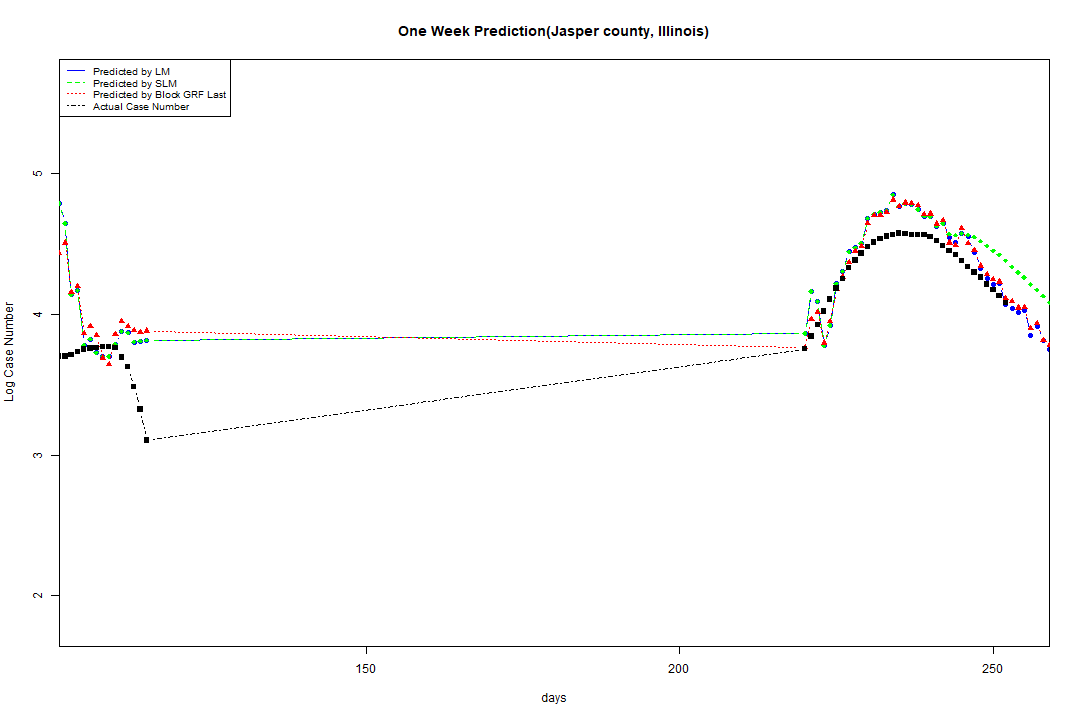 One Week Prediction(Jasper county, Illinois)
Predicted by LM
Predicted by SLM
Predicted by Block GRF Last
Actual Case Number
Log Case Number
5
4
3
2
150
200
250
days